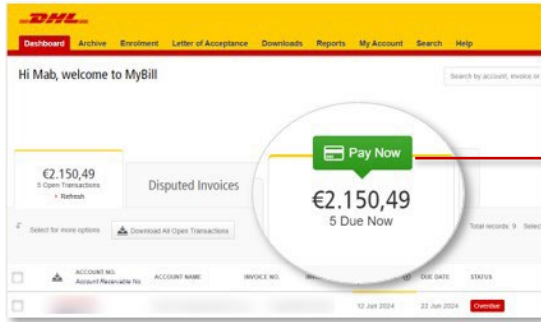 DHL
Dashboard Archive Enrolment Letter of Acceptance Downloads Reports My Account Search Help
Hi Mab, welcome to MyBill
Search by account, invoice or
Pay Now
€2.150,49
5 Open Transactions
Refresh
Disputed Invoices
€2.150,49
5 Due Now
Select for more options
Download All Open Transactions
Total records: 9 Selec
ACCOUNT NO.
Account Receivable No
ACCOUNT NAME
INVOICE NO.
DUE DATE
STATUS
12 Jun 2024
22 Jun 2024
Overdue